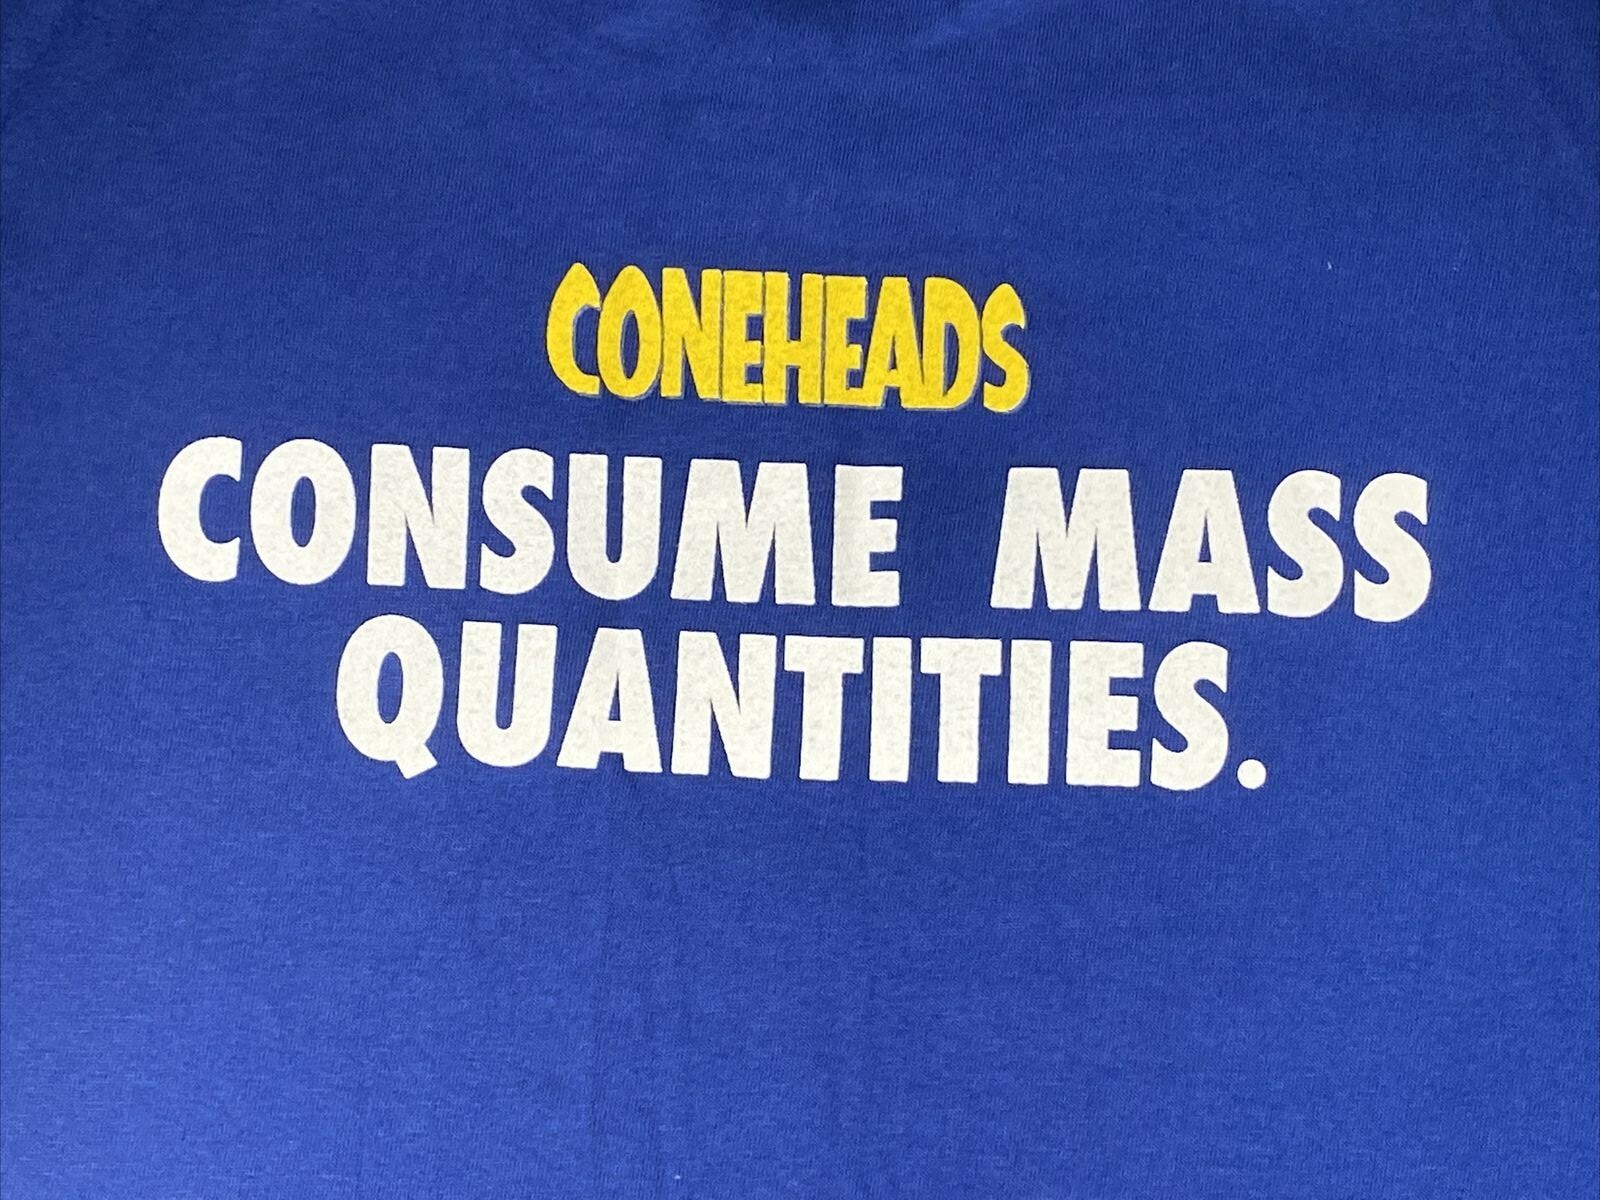 CONEHEADS
CONSUME MASS
QUANTITIES.